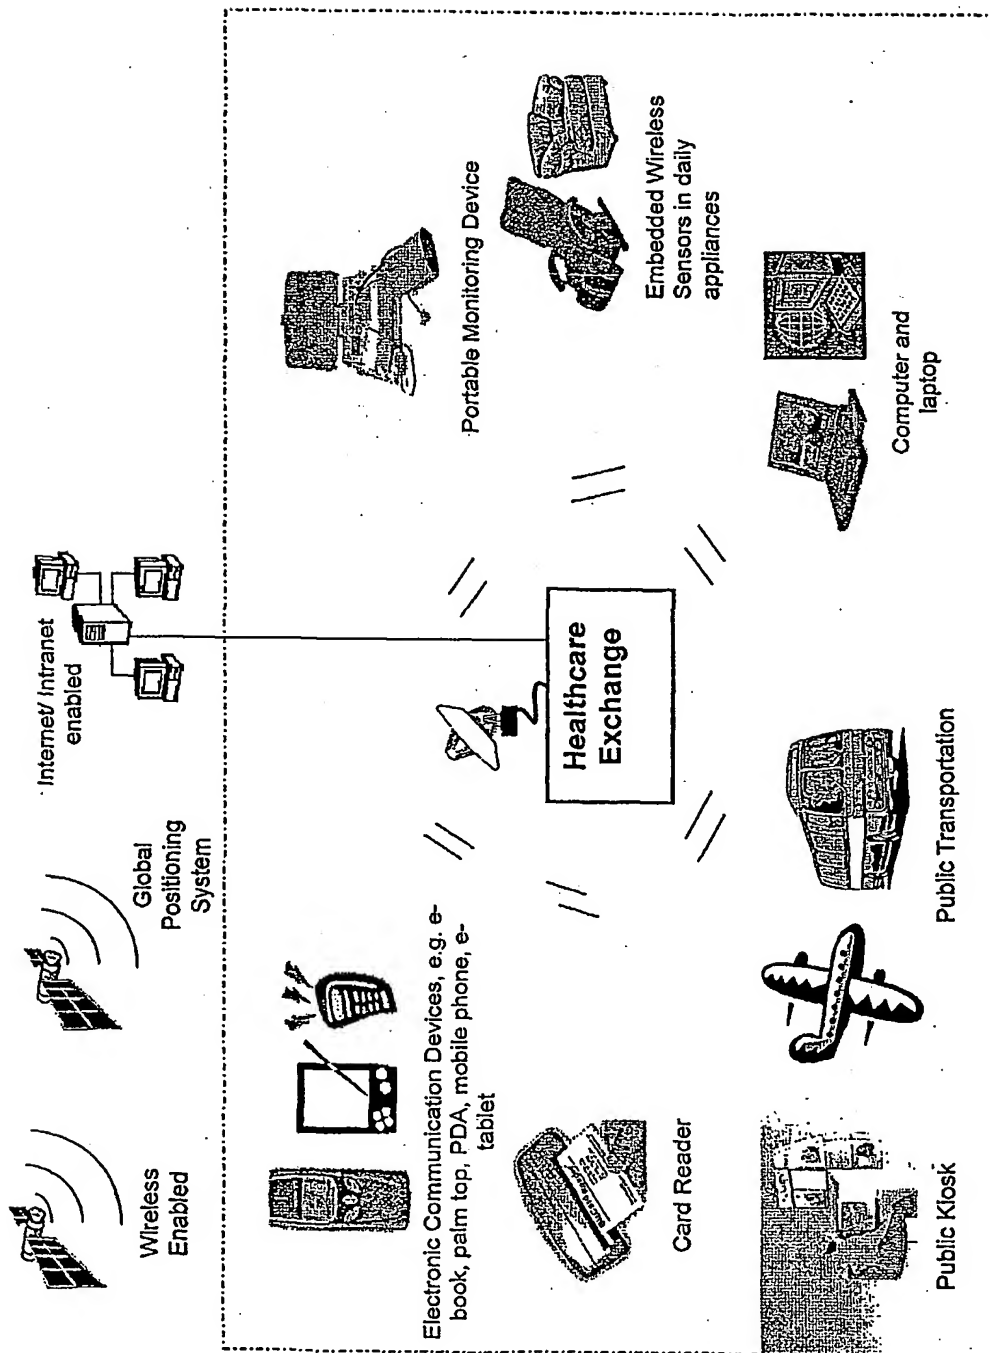 Wireless
Enabled
Global
Positioning
System
Internet/ Intranet
enabled
Electronic Communication Devices, e.g. e-
book, palm top, PDA, mobile phone, e-
tablet
Portable Monitoring Device
Card Reader
Healthcare
Exchange
Embedded Wireless
Sensors in daily
appliances
Public Kiosk
Public Transportation
Computer and
laptop